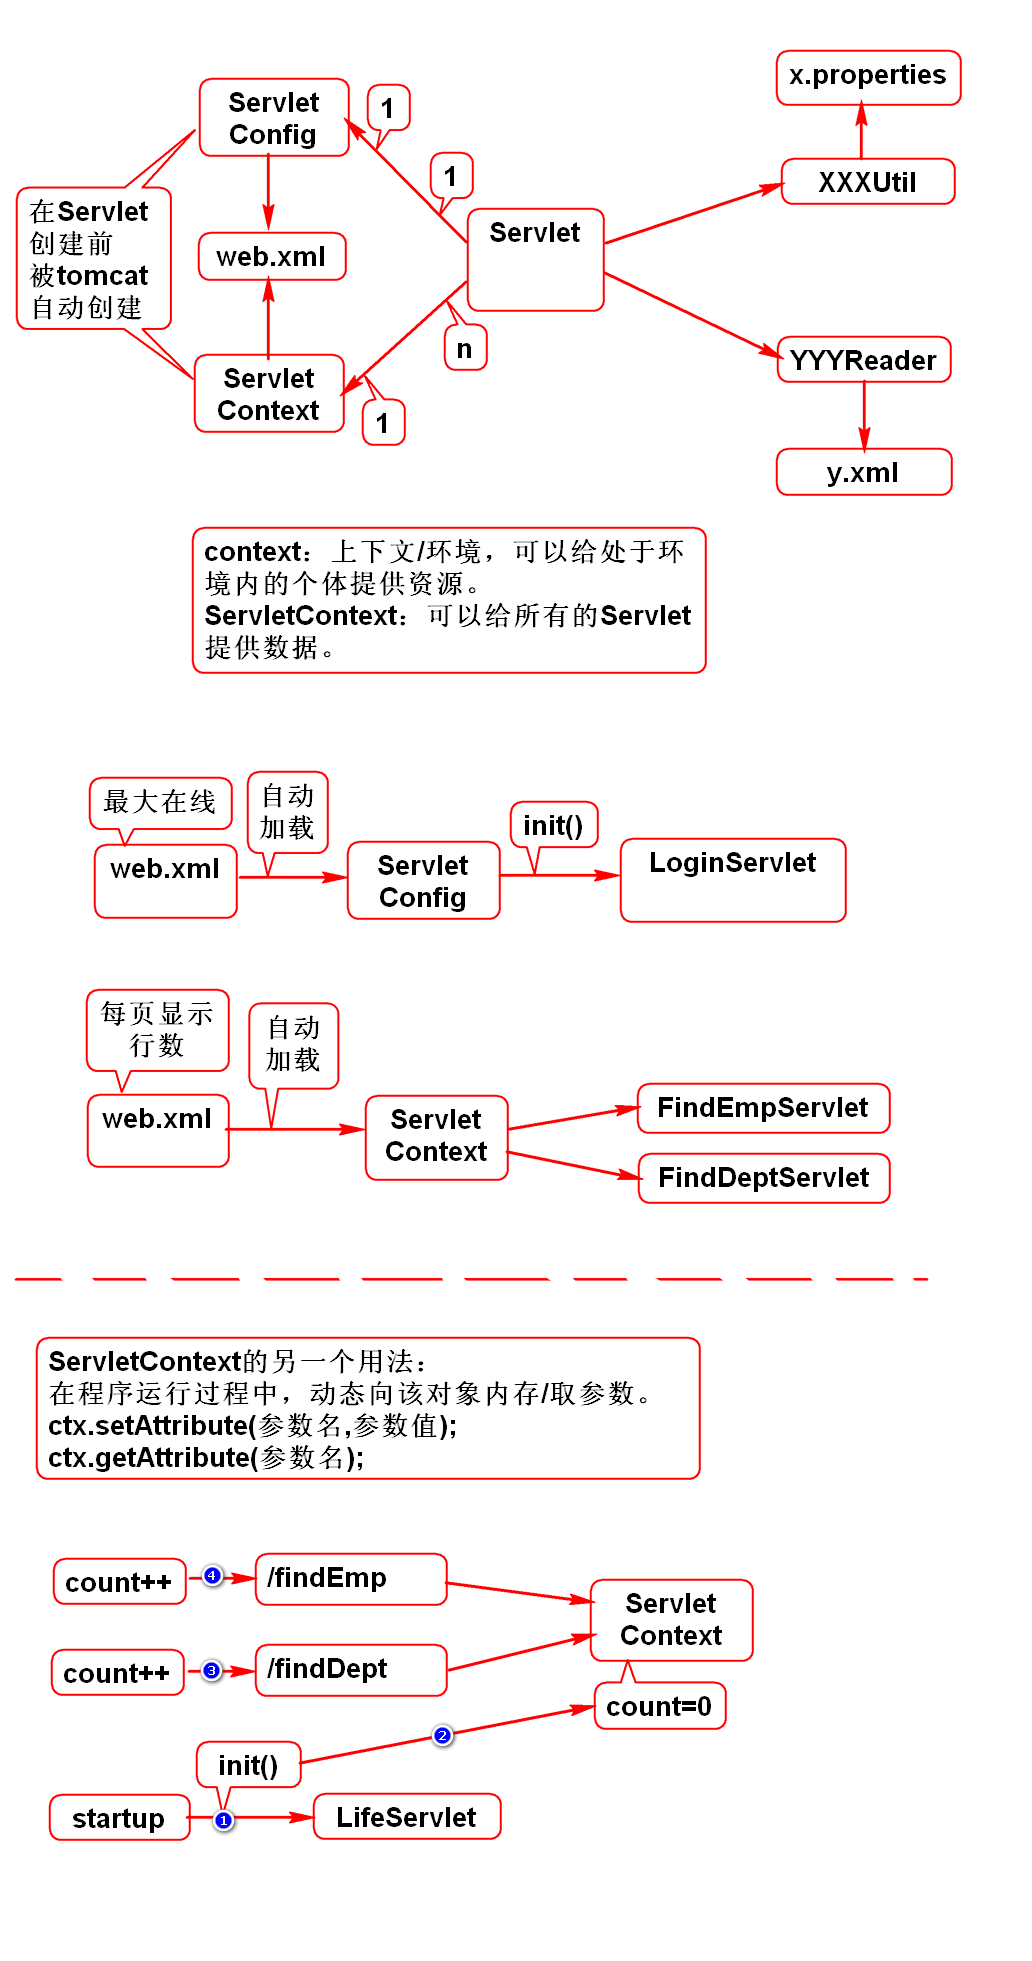 x.properties
Servlet
Config
1
1
XXXUtil
在Servlet
创建前
被tomcat
自动创建
Servlet
web.xml
n
YYYReader
Servlet
Context
1
y.xml
context：上下文/环境，可以给处于环
境内的个体提供资源。
ServletContext：可以给所有的Servlet
提供数据。
最大在线
自动
加载
init()
web.xml
Servlet
Config
LoginServlet
每页显示
行数
自动
加载
web.xml
Servlet
Context
FindEmpServlet
FindDeptServlet
ServletContext的另一个用法：
在程序运行过程中，动态向该对象内存/取参数。
ctx.setAttribute(参数名,参数值);
ctx.getAttribute(参数名);
count++
4
/findEmp
Servlet
Context
count++
3
/findDept
count=0
2
init()
startup
1
LifeServlet